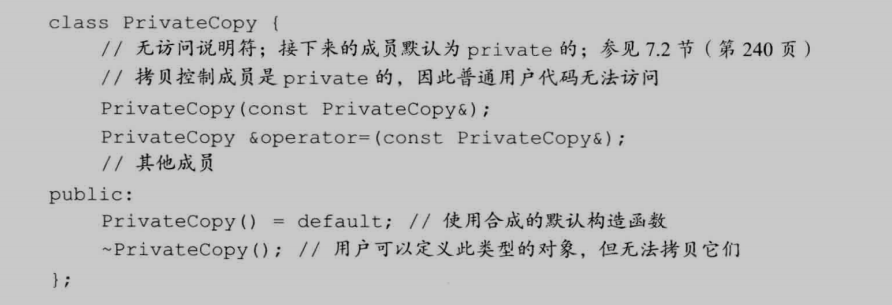 class PrivateCopy {
// 无访问说明符；接下来的成员默认为 private 的；参见 7.2 节（第 240 页）
// 拷贝控制成员是 private 的，因此普通用户代码无法访问
PrivateCopy(const PrivateCopy&);
PrivateCopy &operator=(const PrivateCopy&);
// 其他成员
public:
PrivateCopy() = default; // 使用合成的默认构造函数
~PrivateCopy(); // 用户可以定义此类型的对象，但无法拷贝它们
};